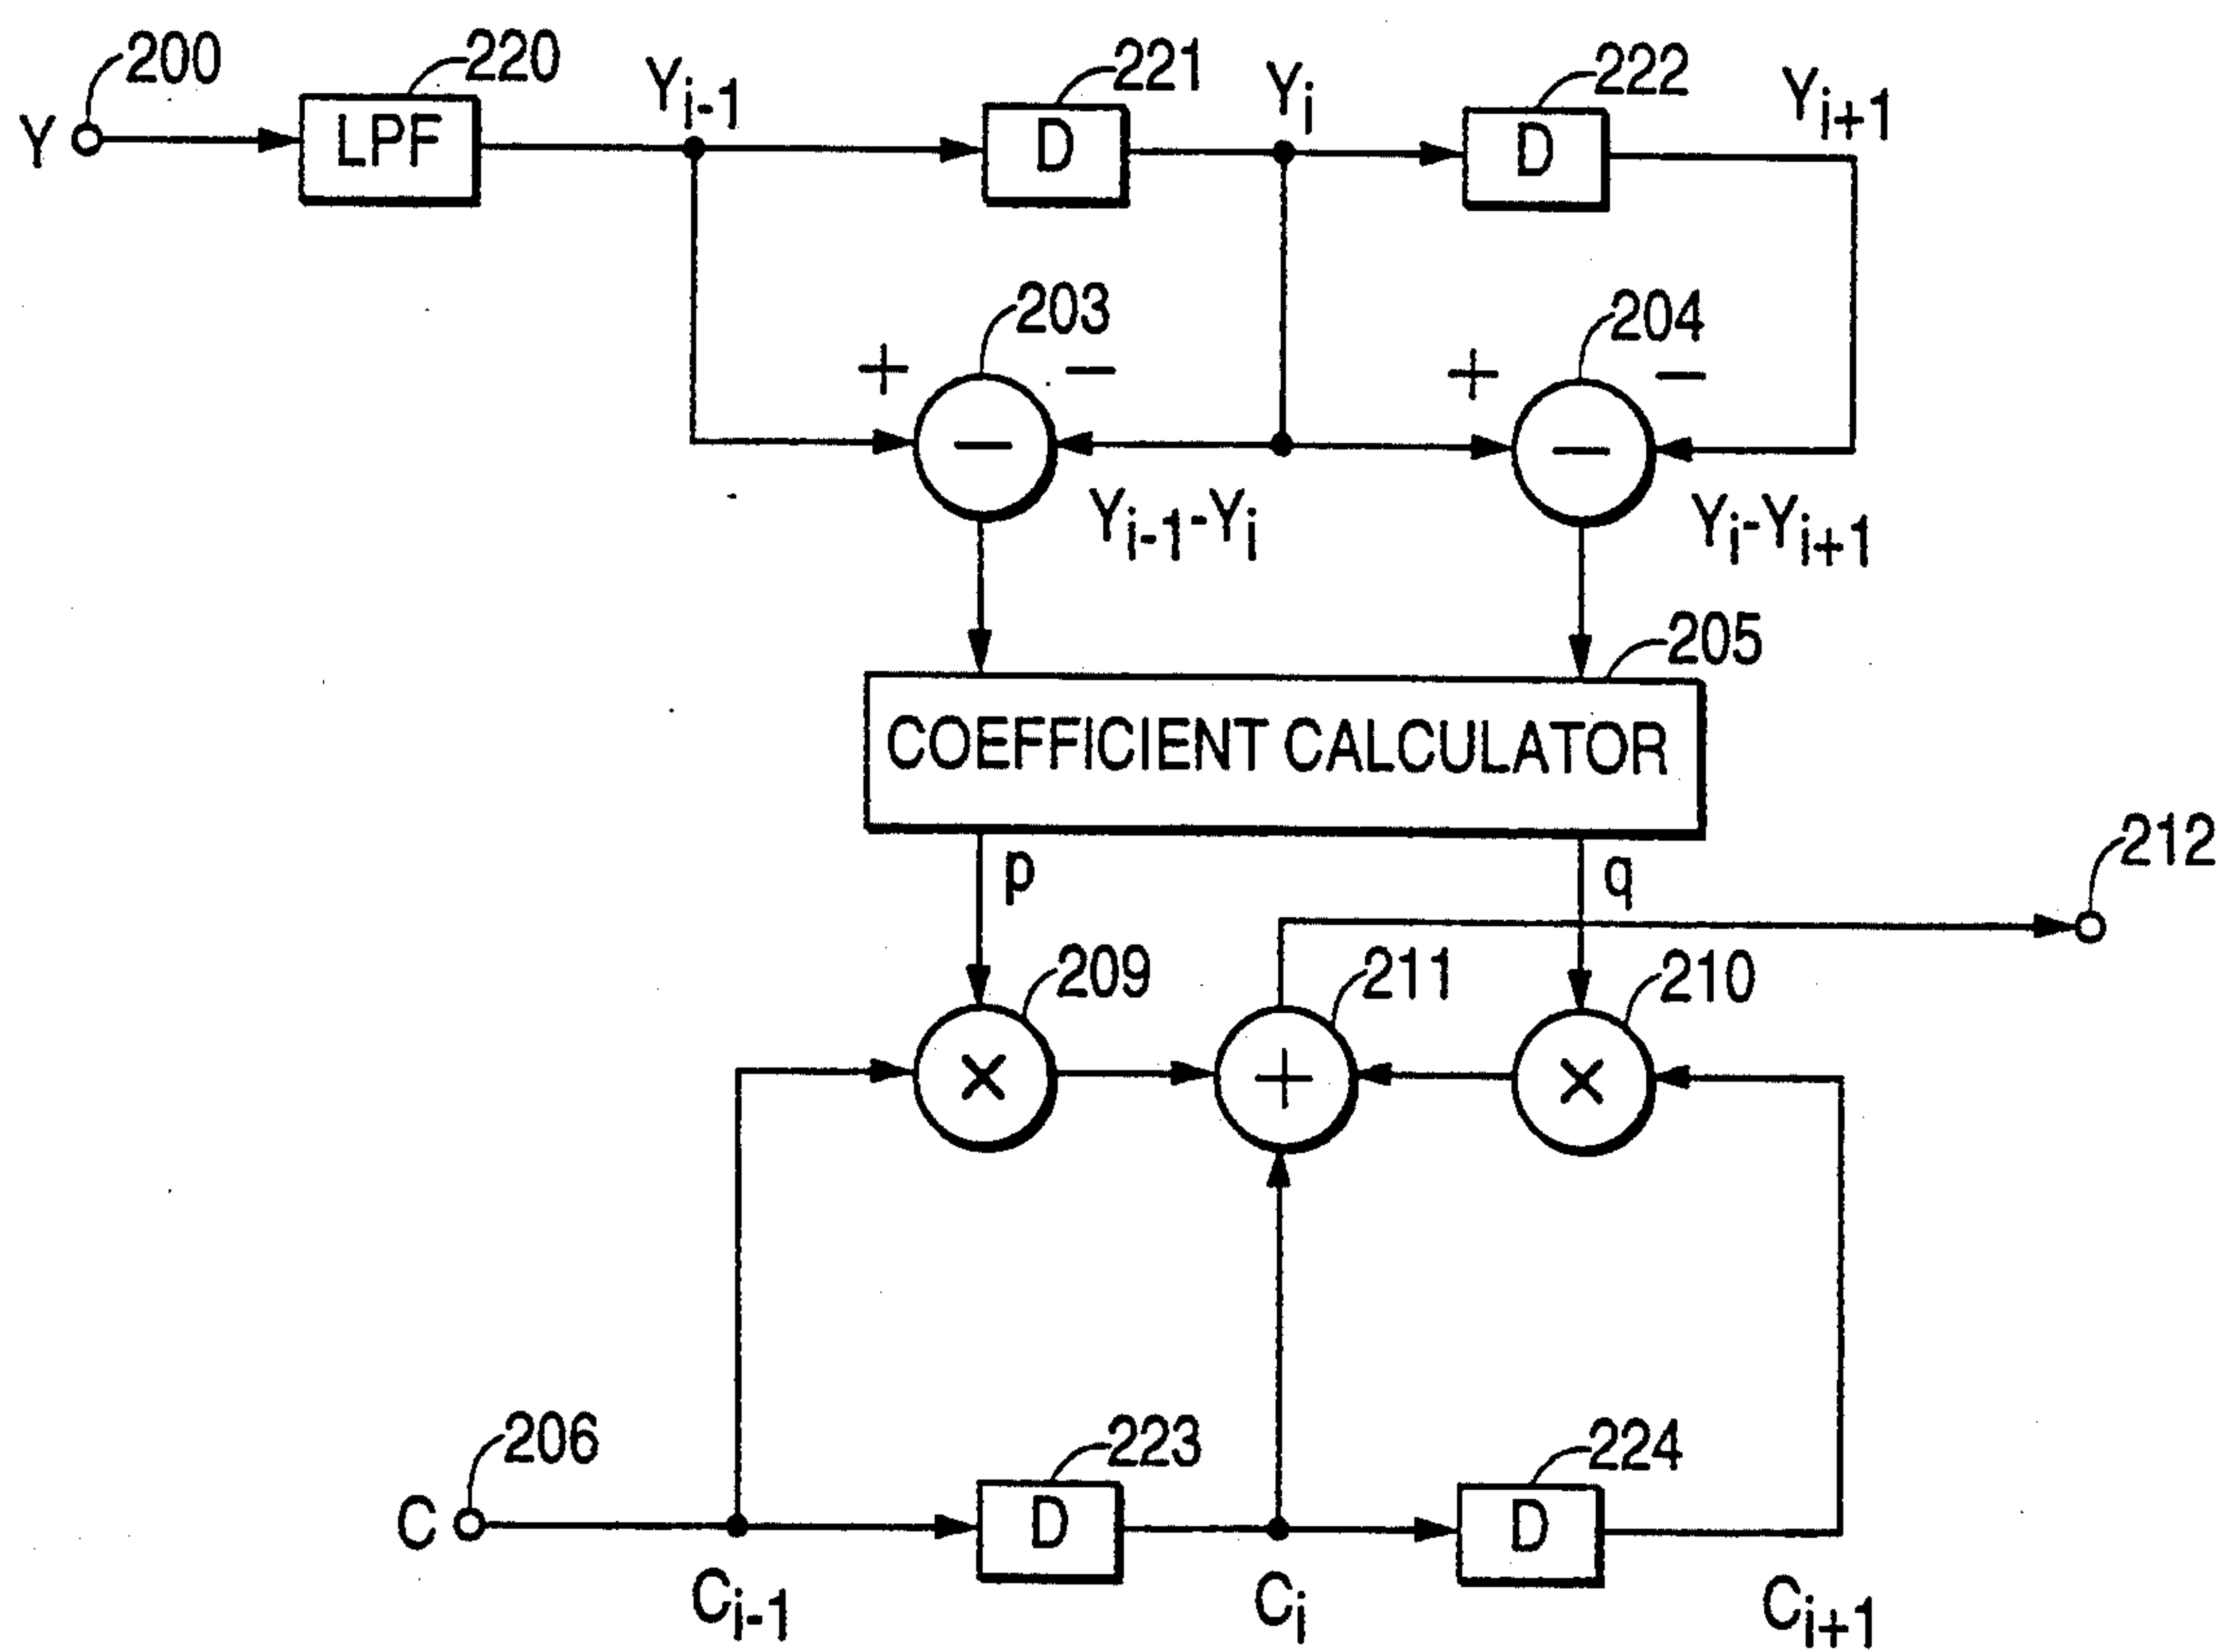 200
220
Y
LPF
Yi-1
221
D
Yi
222
D
Yi+1
203
+
−
−
Yi-1-Yi
204
+
−
−
Yi-Yi+1
205
COEFFICIENT CALCULATOR
p
q
212
209
×
211
+
210
×
206
C
Ci-1
223
D
Ci
224
D
Ci+1